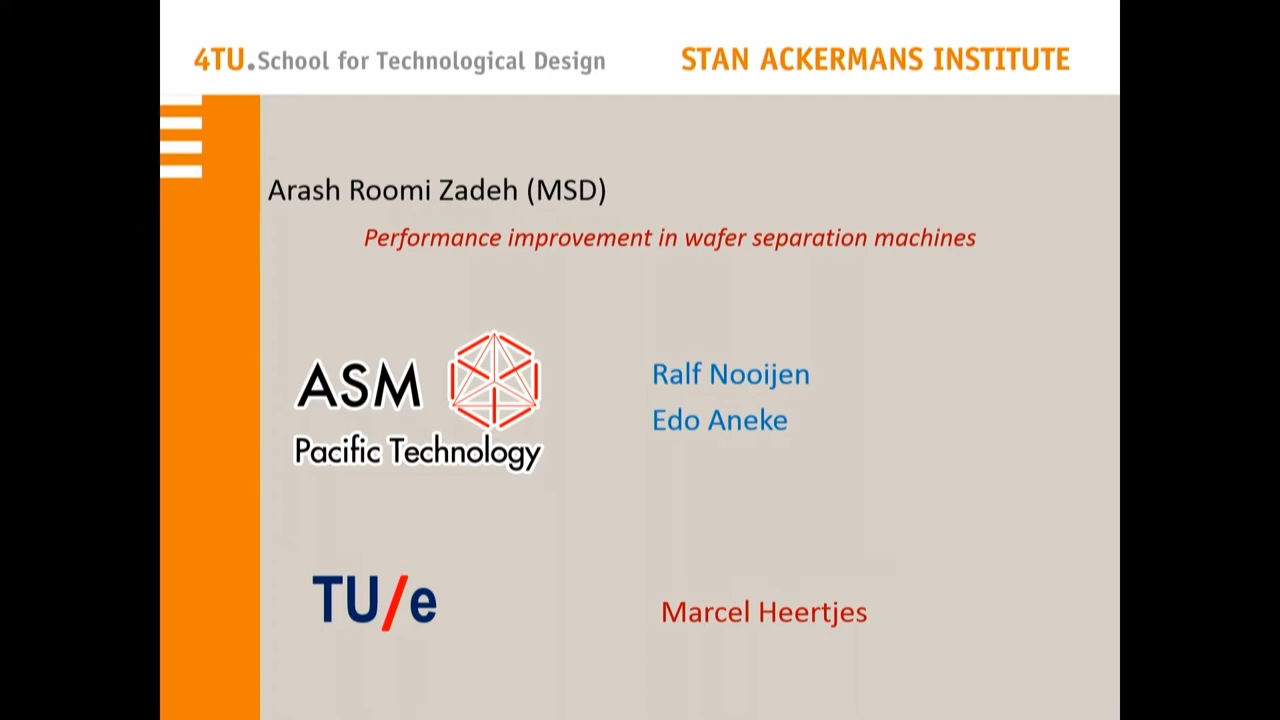 4TU.School for Technological Design STAN ACKERMANS INSTITUTE
Arash Roomi Zadeh (MSD)
Performance improvement in wafer separation machines
ASM
Pacific Technology
Ralf Nooijen
Edo Aneke
TU/e
Marcel Heertjes